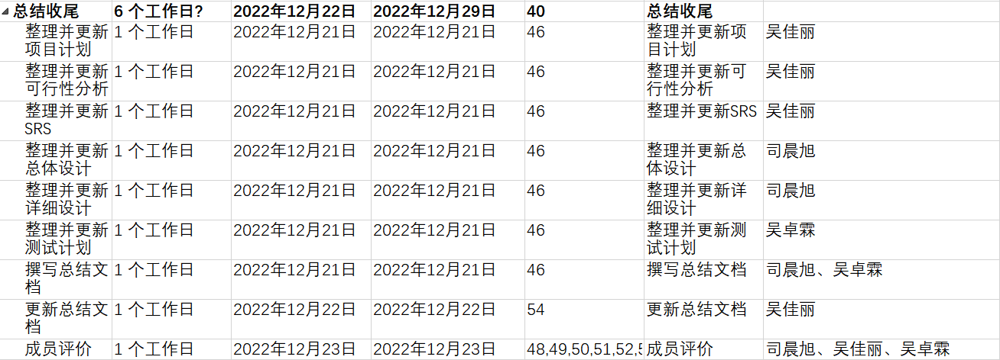 总结收尾 6 个工作日? 2022年12月22日 2022年12月29日 40 总结收尾
整理并更新 1 个工作日 2022年12月21日 2022年12月21日 46 整理并更新项 吴佳丽
项目计划 目计划
整理并更新 1 个工作日 2022年12月21日 2022年12月21日 46 整理并更新可 吴佳丽
可行性分析 行性分析
整理并更新 1 个工作日 2022年12月21日 2022年12月21日 46 整理并更新SRS 吴佳丽
SRS
整理并更新 1 个工作日 2022年12月21日 2022年12月21日 46 整理并更新总 司晨旭
总体设计 体设计
整理并更新 1 个工作日 2022年12月21日 2022年12月21日 46 整理并更新详 司晨旭
详细设计 细设计
整理并更新 1 个工作日 2022年12月21日 2022年12月21日 46 整理并更新测 吴卓霖
测试计划 试计划
撰写总结文 1 个工作日 2022年12月21日 2022年12月21日 46 撰写总结文档 司晨旭、吴卓霖
档
更新总结文 1 个工作日 2022年12月22日 2022年12月22日 54 更新总结文档 吴佳丽
档
成员评价 1 个工作日 2022年12月23日 2022年12月23日 48,49,50,51,52, 成员评价 司晨旭、吴佳丽、吴卓霖